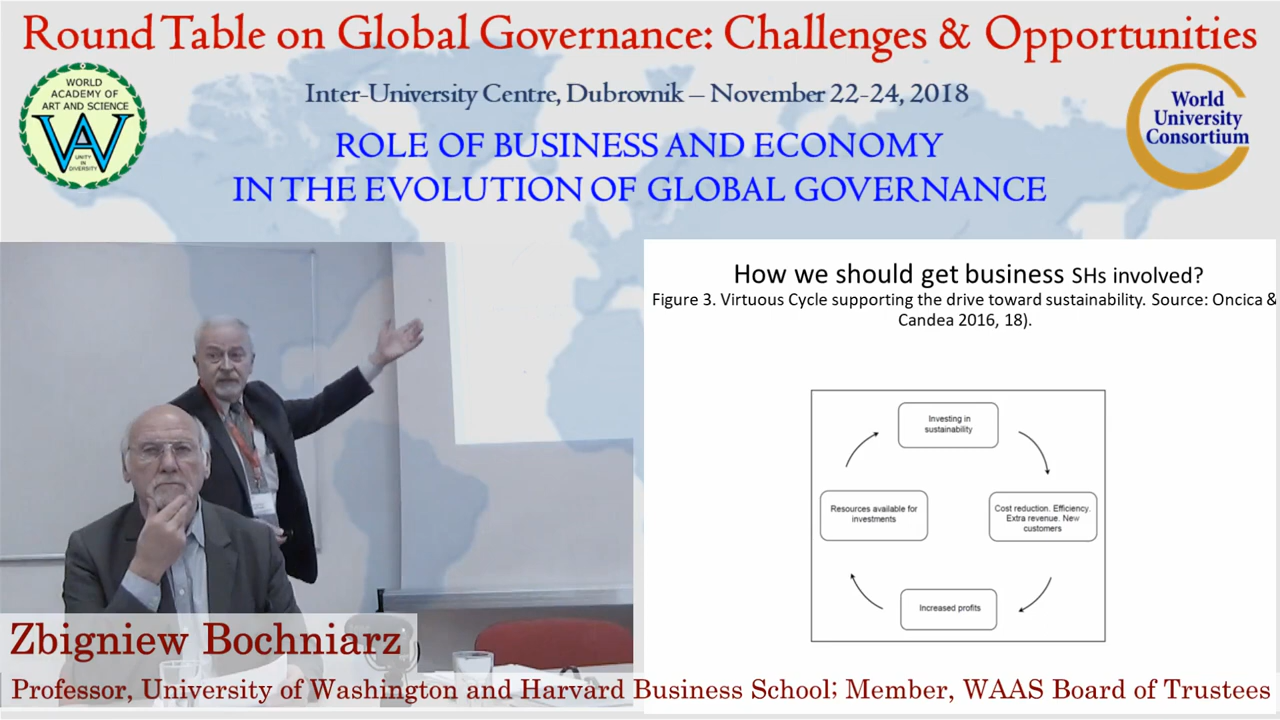 Round Table on Global Governance: Challenges & Opportunities
WORLD
ACADEMY OF
ART AND SCIENCE
WA
UNITY
IN
DIVERSITY
Inter-University Centre, Dubrovnik – November 22-24, 2018
ROLE OF BUSINESS AND ECONOMY
IN THE EVOLUTION OF GLOBAL GOVERNANCE
World
University
Consortium
How we should get business SHs involved?
Figure 3. Virtuous Cycle supporting the drive toward sustainability. Source: Oncica &
Candea 2016, 18).
Investing in
sustainability
Cost reduction. Efficiency.
Extra revenue. New
customers
Increased profits
Resources available for
investments
Zbigniew Bochniarz
Professor, University of Washington and Harvard Business School; Member, WAAS Board of Trustees